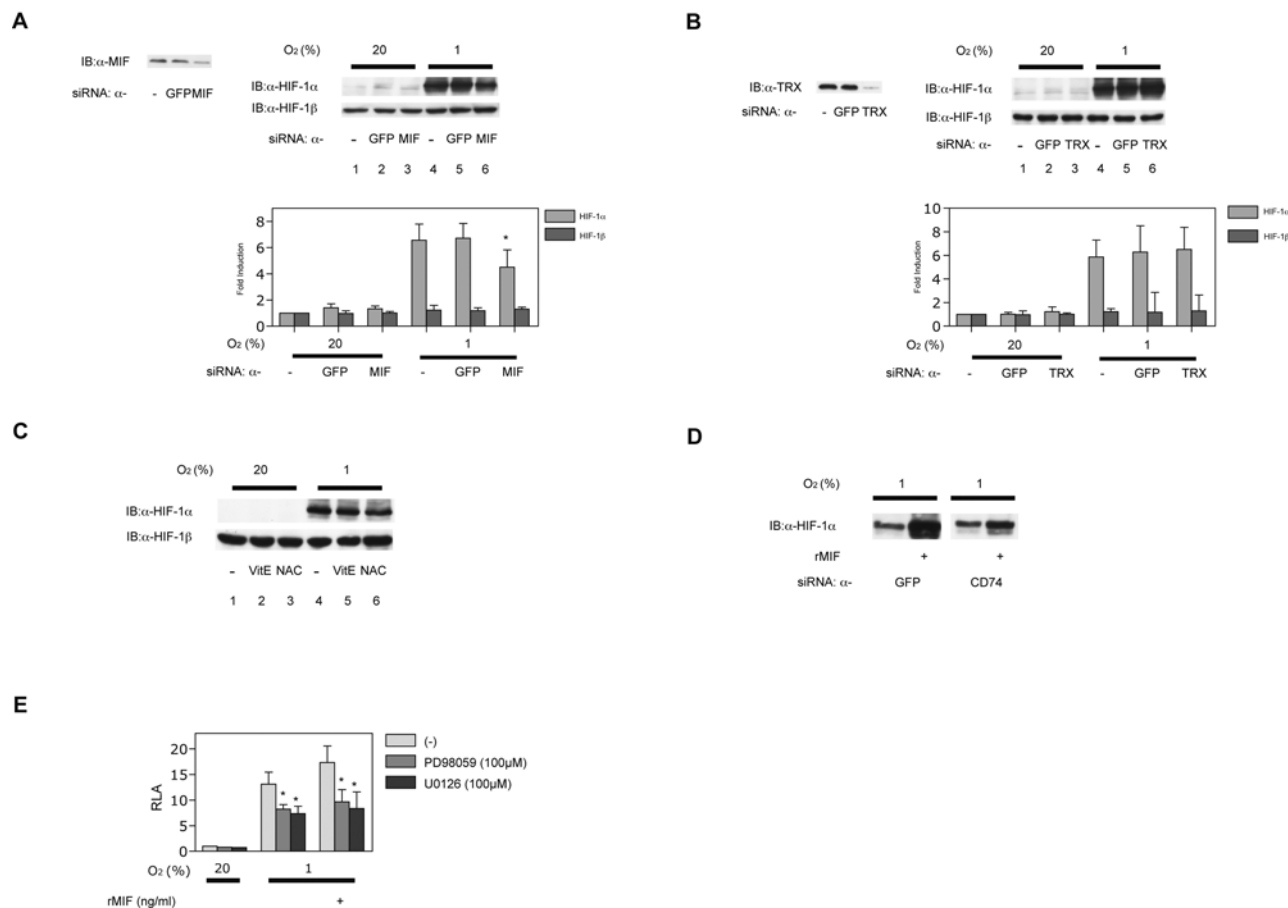 A
O2 (%) 20 1
IB:α-MIF
IB:α-HIF-1α
siRNA: α- - GFP MIF
IB:α-HIF-1β
siRNA: α- - GFP MIF - GFP MIF
1 2 3 4 5 6
8
6
4
2
0
Fold Induction
*
HIF-1α
HIF-1β
O2 (%) 20 1
siRNA: α- - GFP MIF - GFP MIF
B
O2 (%) 20 1
IB:α-TRX
IB:α-HIF-1α
siRNA: α- - GFP TRX
IB:α-HIF-1β
siRNA: α- - GFP TRX - GFP TRX
1 2 3 4 5 6
10
8
6
4
2
0
Fold Induction
HIF-1α
HIF-1β
O2 (%) 20 1
siRNA: α- - GFP TRX - GFP TRX
C
O2 (%) 20 1
IB:α-HIF-1α
IB:α-HIF-1β
- VitE NAC - VitE NAC
1 2 3 4 5 6
D
O2 (%) 1 1
IB:α-HIF-1α
rMIF + +
siRNA: α- GFP CD74
E
20
15
10
5
0
RLA
* * * *
(-)
PD98059 (100µM)
U0126 (100µM)
O2 (%) 20 1
rMIF (ng/ml) +